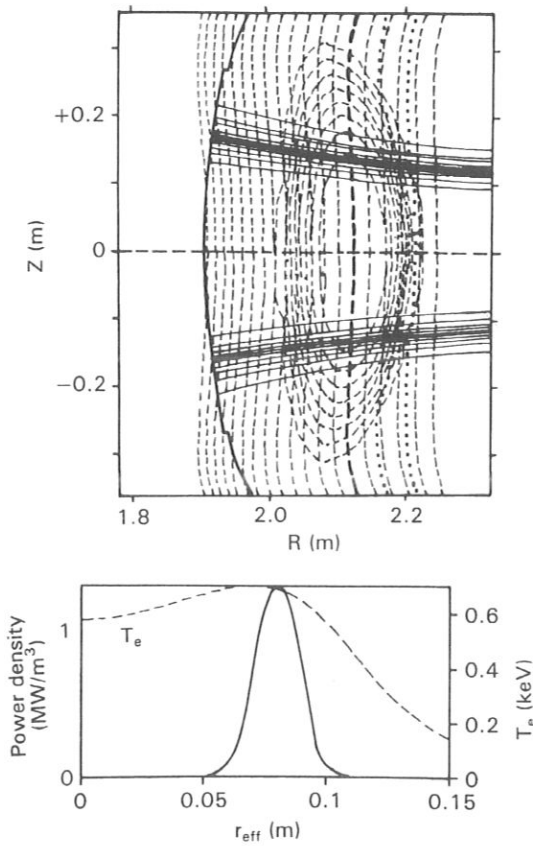 +0.2
Z (m)
0
−0.2
1.8
2.0
2.2
R (m)
Power density
(MW/m³)
1
0
Tₑ
0.6
0.4
0.2
0
Tₑ (keV)
0
0.05
0.1
0.15
r_eff (m)